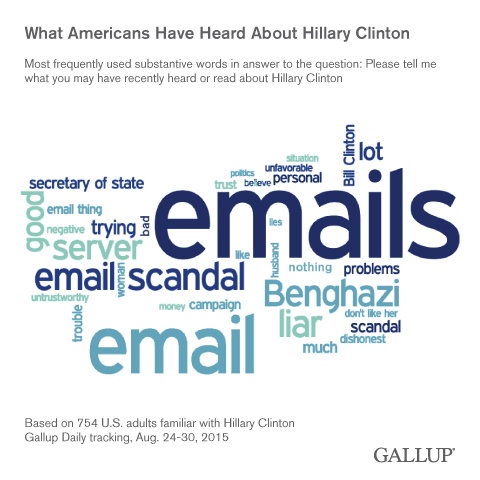 What Americans Have Heard About Hillary Clinton
Most frequently used substantive words in answer to the question: Please tell me
what you may have recently heard or read about Hillary Clinton
Bill Clinton
lot
situation
unfavorable
politics
personal
trust
believe
secretary of state
emails
good
email thing
negative
trying
bad
lies
server
like
husband
nothing
problems
email scandal
woman
Benghazi
untrustworthy
money
campaign
don't like her
trouble
email
liar
scandal
dishonest
much
Based on 754 U.S. adults familiar with Hillary Clinton
Gallup Daily tracking, Aug. 24-30, 2015
GALLUP®